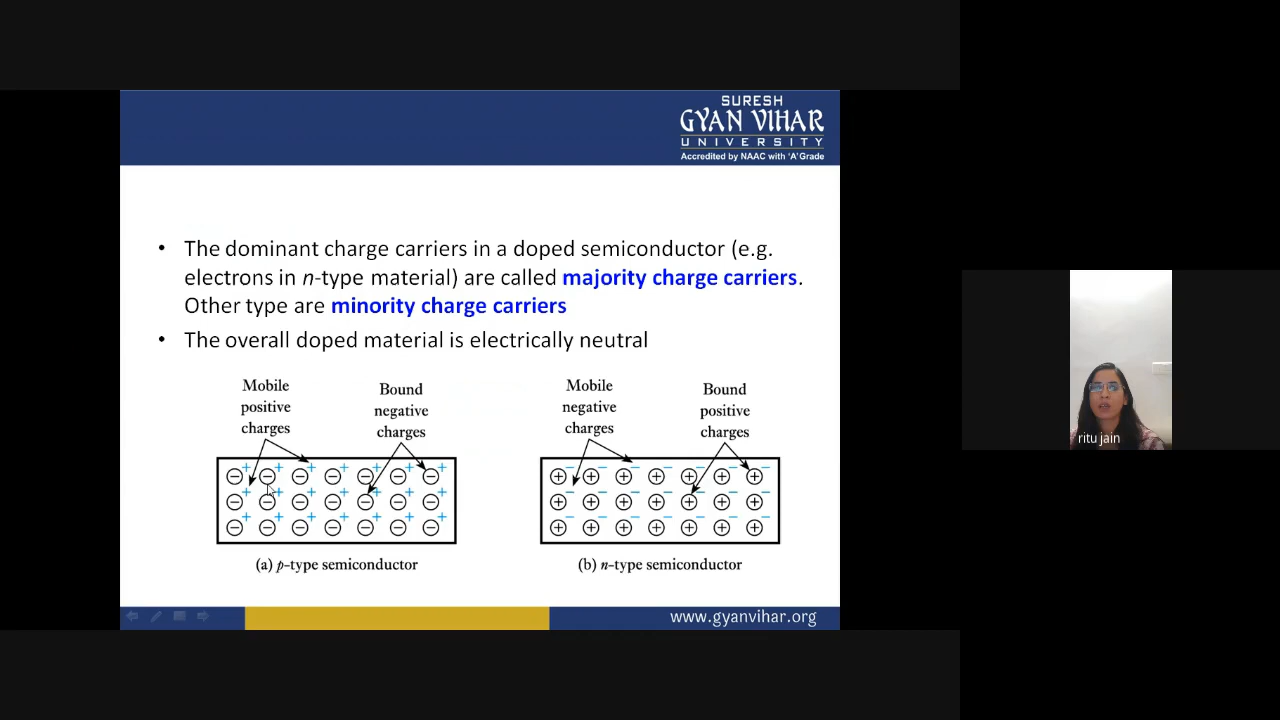 SURESH
GYAN VIHAR
UNIVERSITY
Accredited by NAAC with 'A' Grade
• The dominant charge carriers in a doped semiconductor (e.g.
electrons in n-type material) are called majority charge carriers.
Other type are minority charge carriers
• The overall doped material is electrically neutral
Mobile
positive
charges
Bound
negative
charges
Mobile
negative
charges
Bound
positive
charges
(a) p-type semiconductor
(b) n-type semiconductor
www.gyanvihar.org
ritu jain